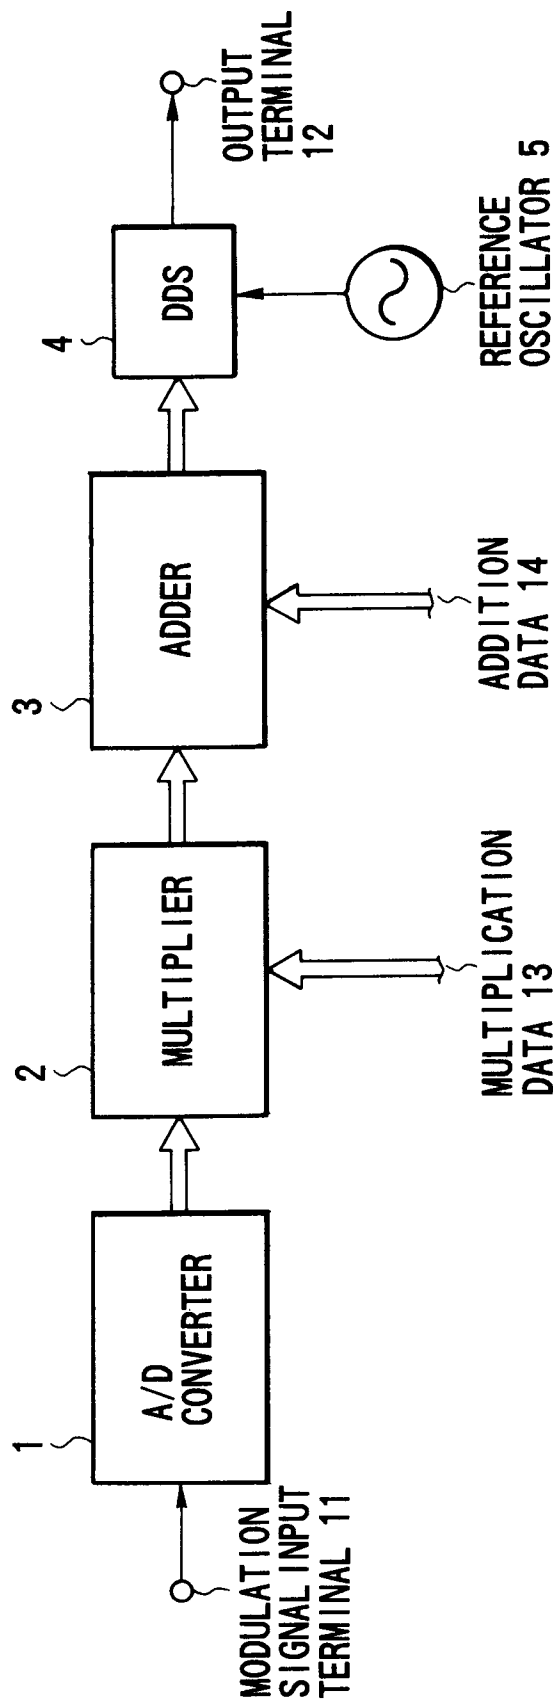 1
A/D
CONVERTER
MODULATION
SIGNAL INPUT
TERMINAL 11
2
MULTIPLIER
MULTIPLICATION
DATA 13
3
ADDER
ADDITION
DATA 14
4
DDS
REFERENCE
OSCILLATOR 5
OUTPUT
TERMINAL
12